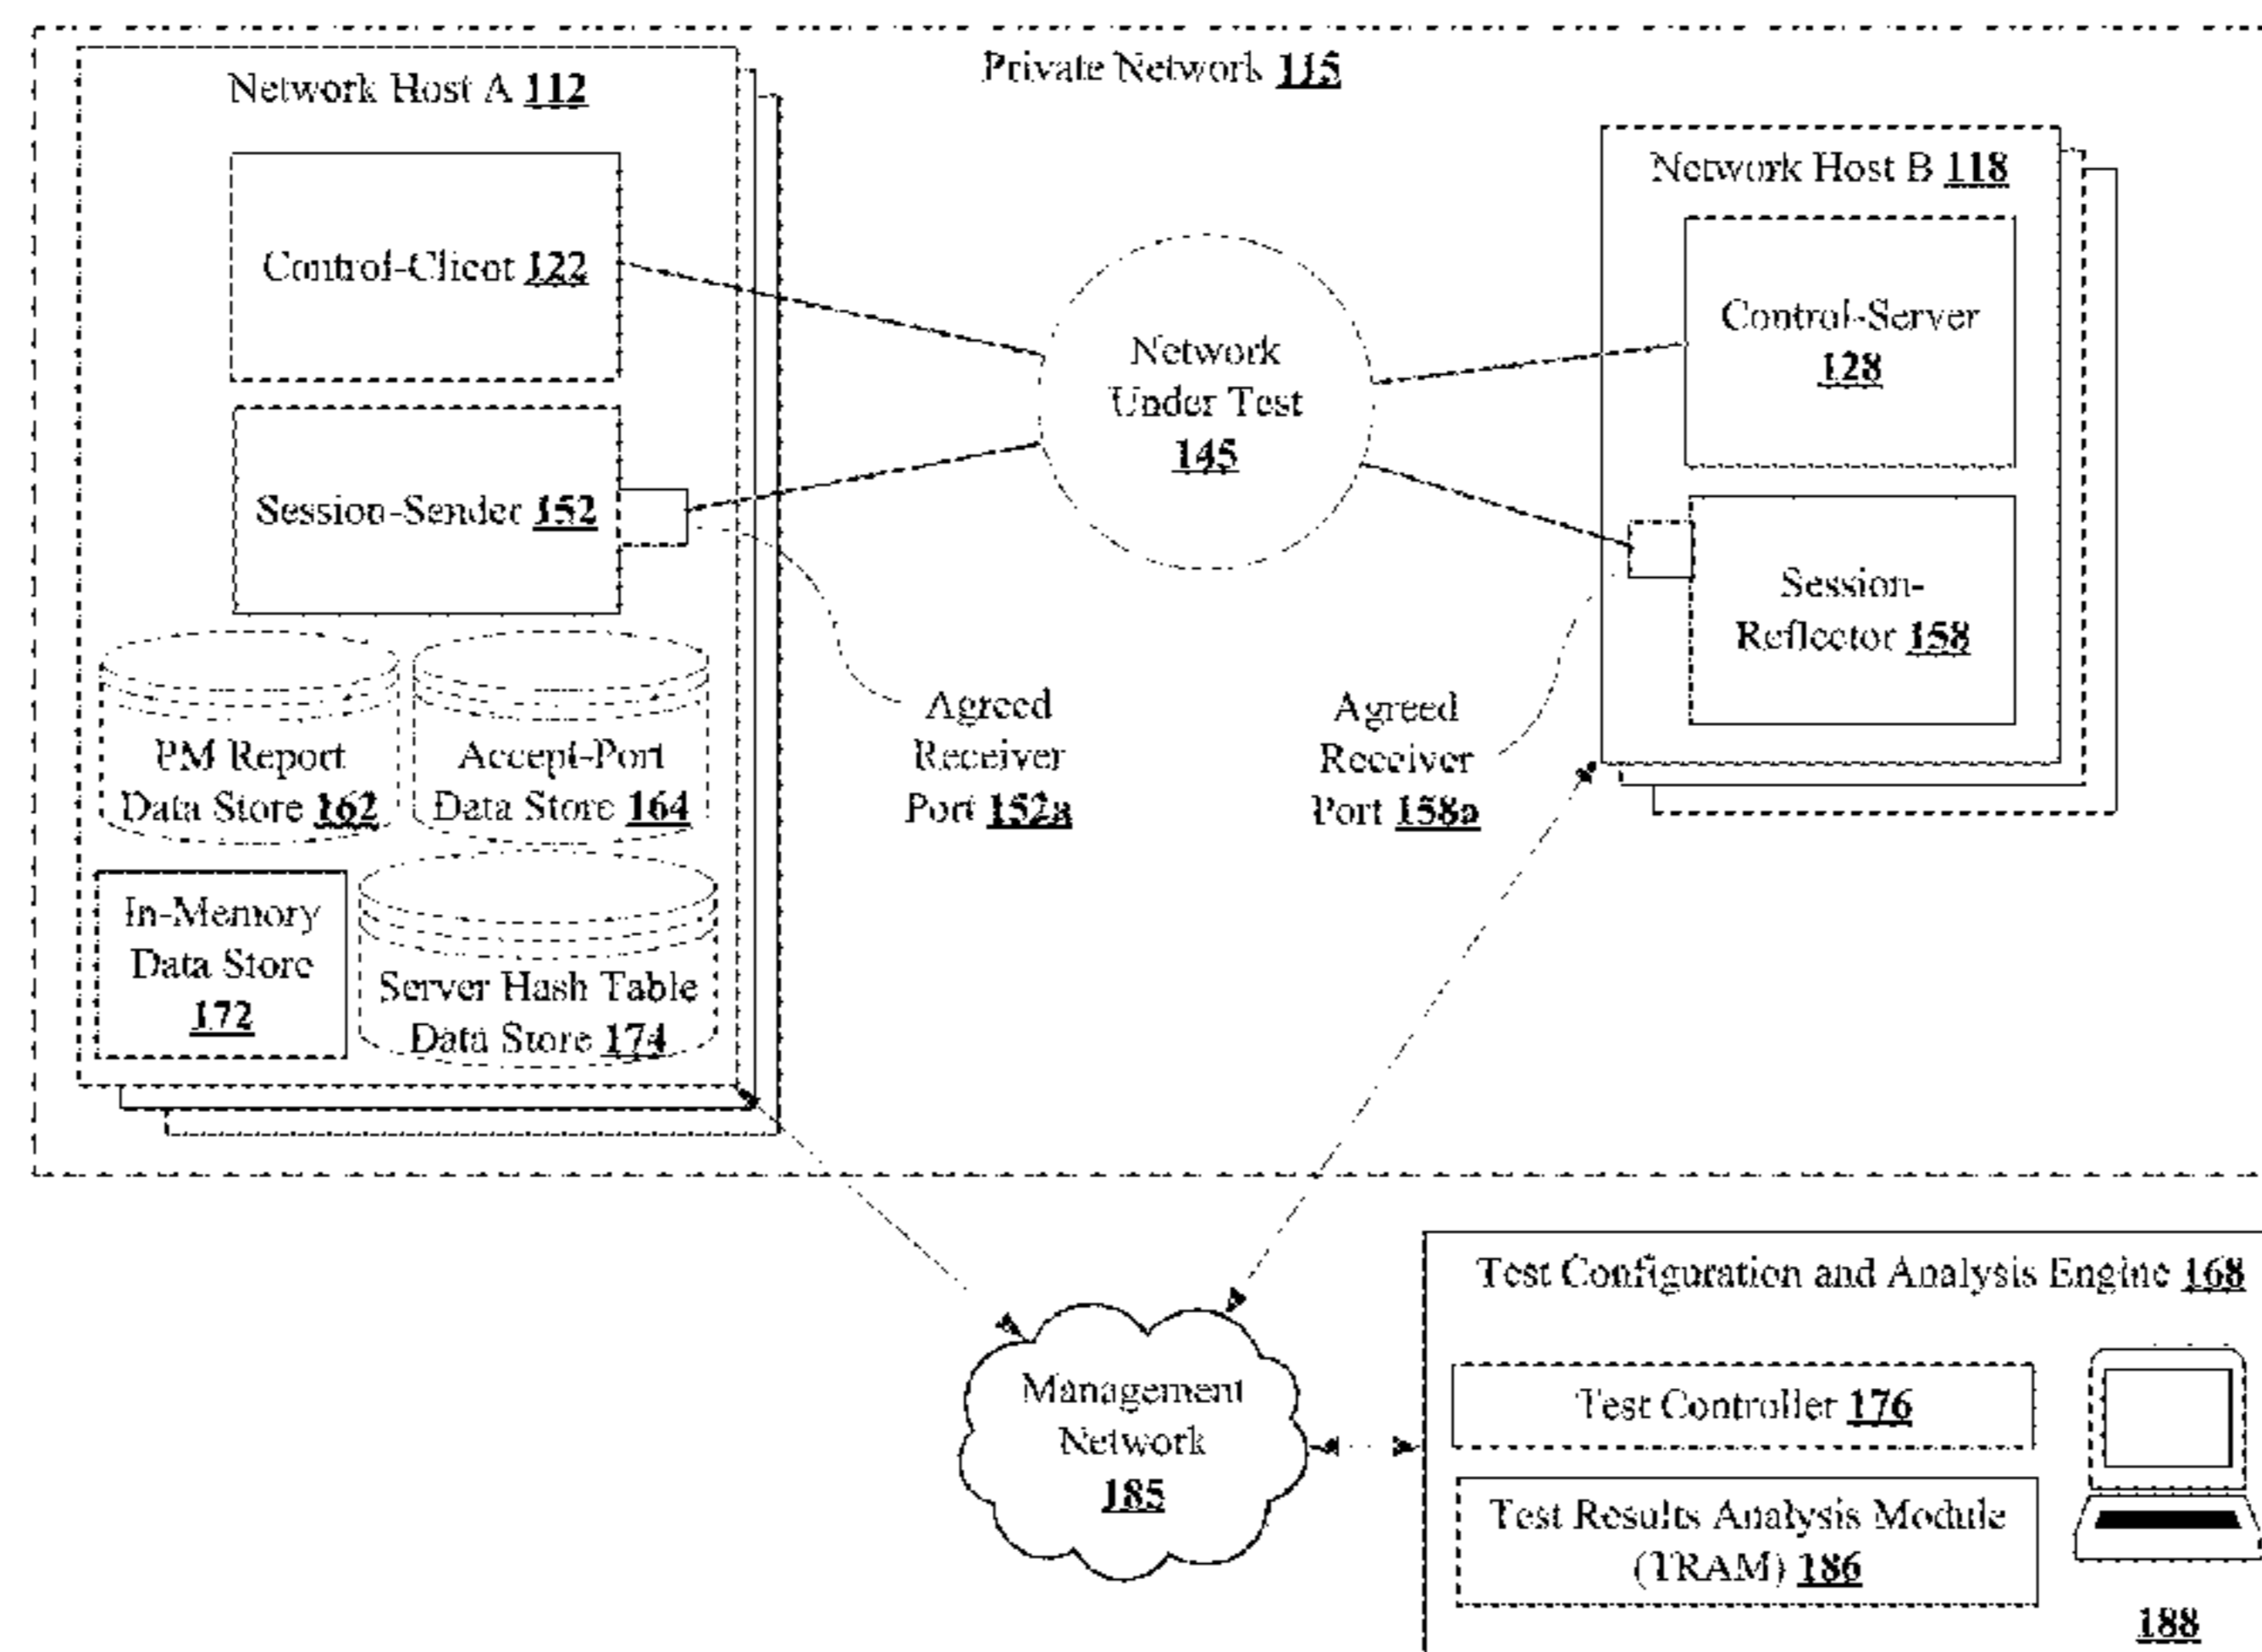 Private Network 115
Network Host A 112
Control-Client 122
Session-Sender 152
PM Report
Data Store 162
Accept-Port
Data Store 164
In-Memory
Data Store
172
Server Hash Table
Data Store 174
Network
Under Test
145
Agreed
Receiver
Port 152a
Agreed
Receiver
Port 158a
Network Host B 118
Control-Server
128
Session-
Reflector 158
Management
Network
185
Test Configuration and Analysis Engine 168
Test Controller 176
Test Results Analysis Module
(TRAM) 186
188